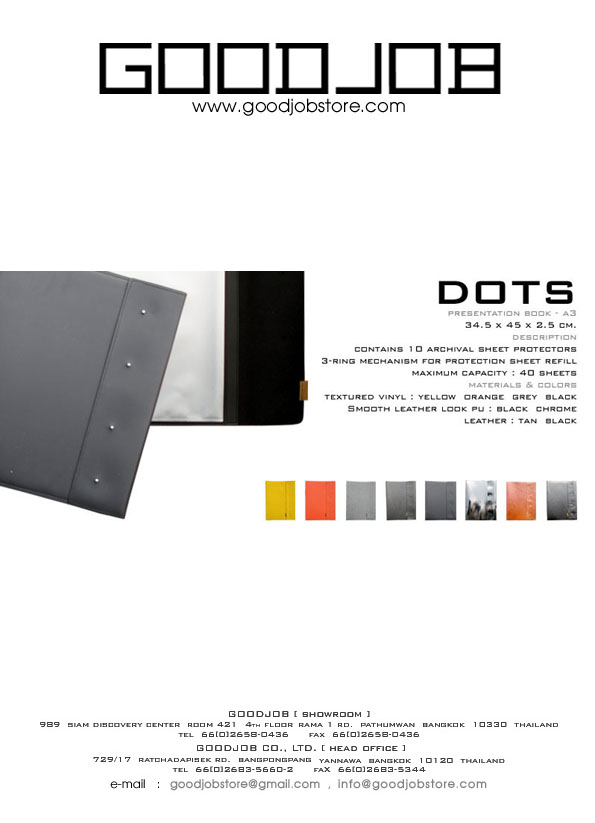 GOODJOB
www.goodjobstore.com
DOTS
PRESENTATION BOOK - A3
34.5 x 45 x 2.5 CM.
DESCRIPTION
CONTAINS 10 ARCHIVAL SHEET PROTECTORS
3-RING MECHANISM FOR PROTECTION SHEET REFILL
MAXIMUM CAPACITY : 40 SHEETS
MATERIALS & COLORS
TEXTURED VINYL : YELLOW ORANGE GREY BLACK
SMOOTH LEATHER LOOK PU : BLACK CHROME
LEATHER : TAN BLACK
GOODJOB [ SHOWROOM ]
989 SIAM DISCOVERY CENTER ROOM 421 4TH FLOOR RAMA 1 RD. PATHUMWAN BANGKOK 10330 THAILAND
TEL 66(0)2658-0436 FAX 66(0)2658-0436
GOODJOB CO., LTD. [ HEAD OFFICE ]
729/17 RATCHADAPISEK RD. BANGPONGPANG YANNAWA BANGKOK 10120 THAILAND
TEL 66(0)2683-5660-2 FAX 66(0)2683-5344
e-mail : goodjobstore@gmail.com , info@goodjobstore.com